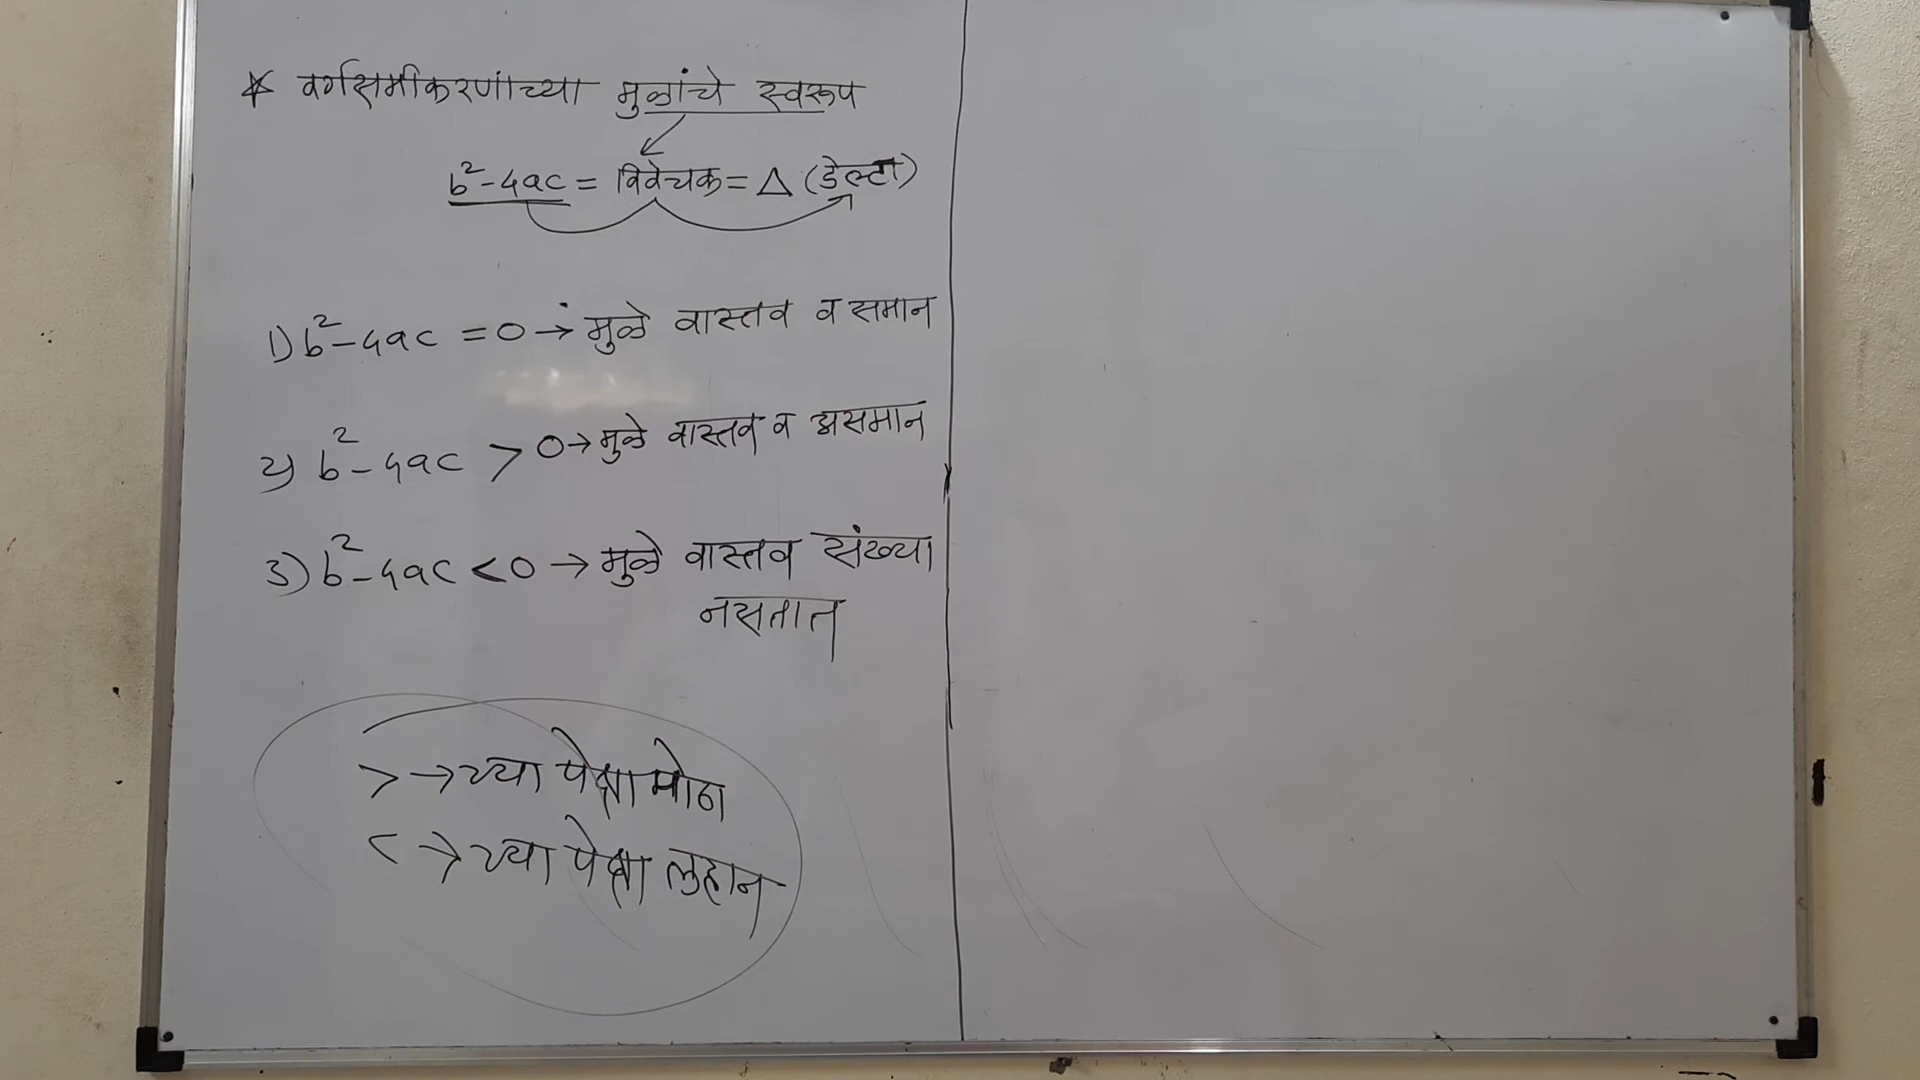 * वर्गसमीकरणाच्या मुळांचे स्वरूप
b²-4ac = विवेचक = Δ (डेल्टा)
1) b²-4ac = 0 → मुळे वास्तव व समान
2) b²-4ac > 0 → मुळे वास्तव व असमान
3) b²-4ac < 0 → मुळे वास्तव संख्या
नसतात
> → च्या पेक्षा मोठा
< → च्या पेक्षा लहान